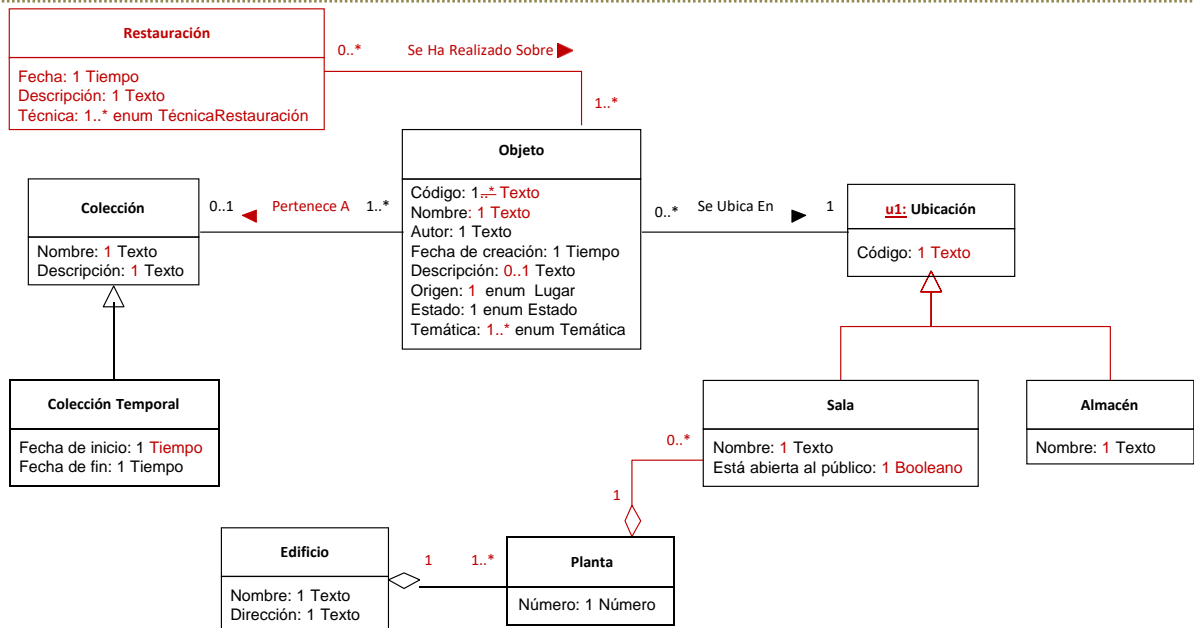 Restauración
Fecha: 1 Tiempo
Descripción: 1 Texto
Técnica: 1..* enum TécnicaRestauración
0..* Se Ha Realizado Sobre
1..*
Objeto
Código: 1..* Texto
Nombre: 1 Texto
Autor: 1 Texto
Fecha de creación: 1 Tiempo
Descripción: 0..1 Texto
Origen: 1 enum Lugar
Estado: 1 enum Estado
Temática: 1..* enum Temática
Colección
Nombre: 1 Texto
Descripción: 1 Texto
0..1 Pertenece A 1..*
0..* Se Ubica En 1
u1: Ubicación
Código: 1 Texto
Colección Temporal
Fecha de inicio: 1 Tiempo
Fecha de fin: 1 Tiempo
Sala
Nombre: 1 Texto
Está abierta al público: 1 Booleano
Almacén
Nombre: 1 Texto
0..*
1
Edificio
Nombre: 1 Texto
Dirección: 1 Texto
1 1..*
Planta
Número: 1 Número